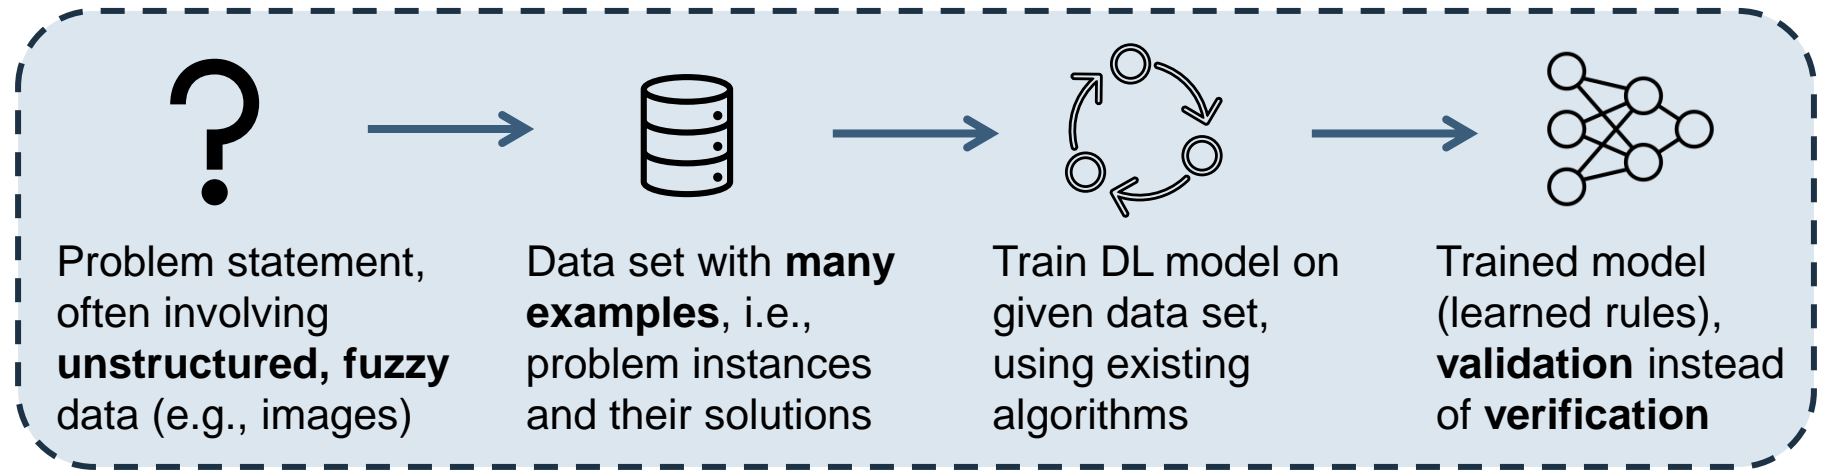 Problem statement,
often involving
unstructured, fuzzy
data (e.g., images)
Data set with many
examples, i.e.,
problem instances
and their solutions
Train DL model on
given data set,
using existing
algorithms
Trained model
(learned rules),
validation instead
of verification